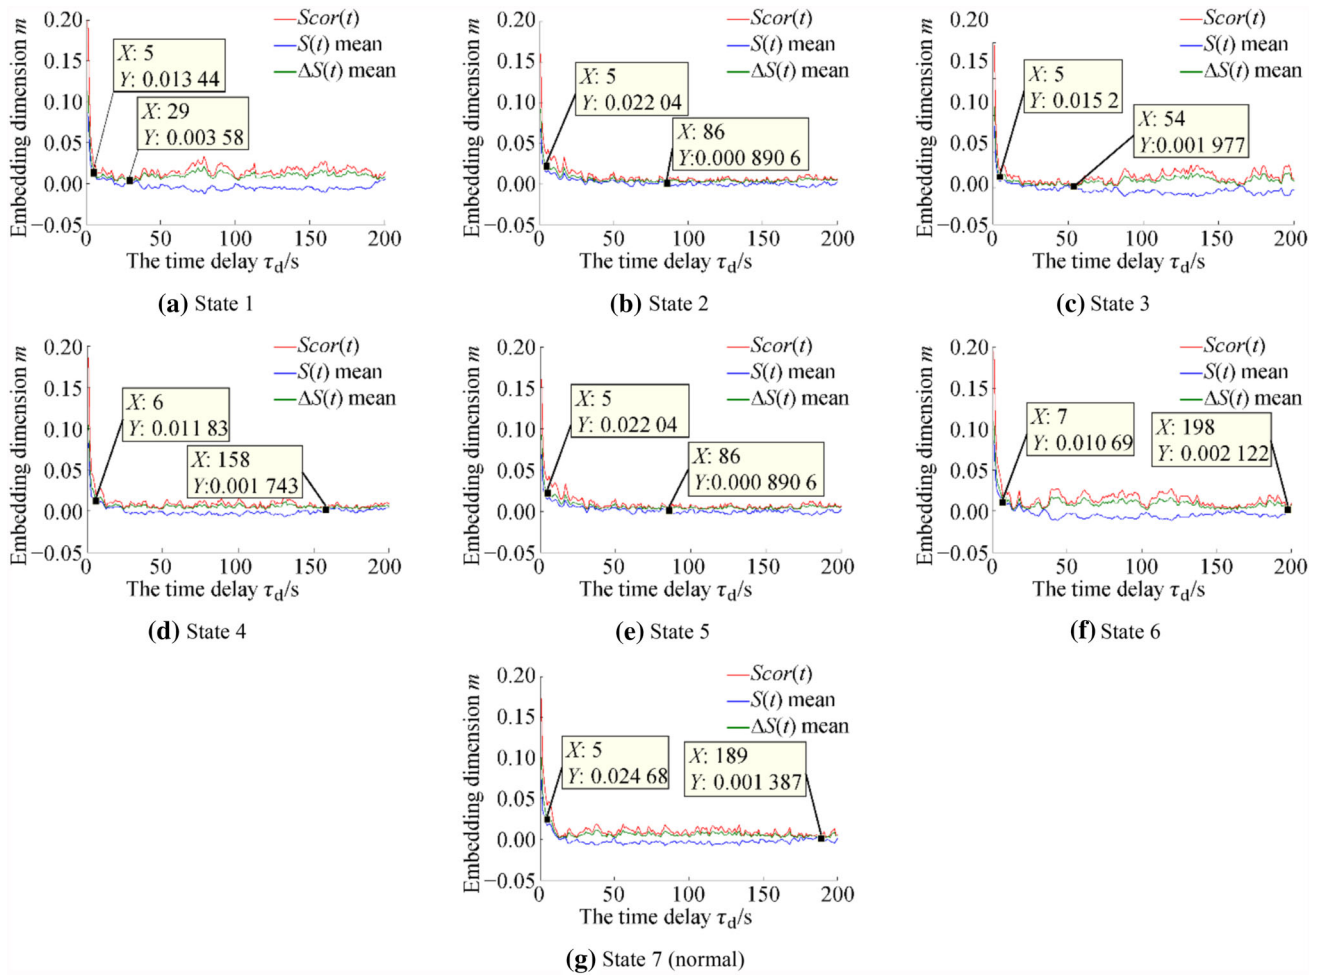 Embedding dimension m
0.20
0.15
0.10
0.05
0.00
−0.05
Scor(t)
S(t) mean
ΔS(t) mean
X: 5
Y: 0.013 44
X: 29
Y: 0.003 58
0 50 100 150 200
The time delay τd/s
(a) State 1
Embedding dimension m
0.20
0.15
0.10
0.05
0.00
−0.05
Scor(t)
S(t) mean
ΔS(t) mean
X: 5
Y: 0.022 04
X: 86
Y:0.000 890 6
0 50 100 150 200
The time delay τd/s
(b) State 2
Embedding dimension m
0.20
0.15
0.10
0.05
0.00
−0.05
Scor(t)
S(t) mean
ΔS(t) mean
X: 5
Y: 0.015 2
X: 54
Y: 0.001 977
0 50 100 150 200
The time delay τd/s
(c) State 3
Embedding dimension m
0.20
0.15
0.10
0.05
0.00
−0.05
Scor(t)
S(t) mean
ΔS(t) mean
X: 6
Y: 0.011 83
X: 158
Y:0.001 743
0 50 100 150 200
The time delay τd/s
(d) State 4
Embedding dimension m
0.20
0.15
0.10
0.05
0.00
−0.05
Scor(t)
S(t) mean
ΔS(t) mean
X: 5
Y: 0.022 04
X: 86
Y:0.000 890 6
0 50 100 150 200
The time delay τd/s
(e) State 5
Embedding dimension m
0.20
0.15
0.10
0.05
0.00
−0.05
Scor(t)
S(t) mean
ΔS(t) mean
X: 7
Y: 0.010 69
X: 198
Y: 0.002 122
0 50 100 150 200
The time delay τd/s
(f) State 6
Embedding dimension m
0.20
0.15
0.10
0.05
0.00
−0.05
Scor(t)
S(t) mean
ΔS(t) mean
X: 5
Y: 0.024 68
X: 189
Y: 0.001 387
0 50 100 150 200
The time delay τd/s
(g) State 7 (normal)